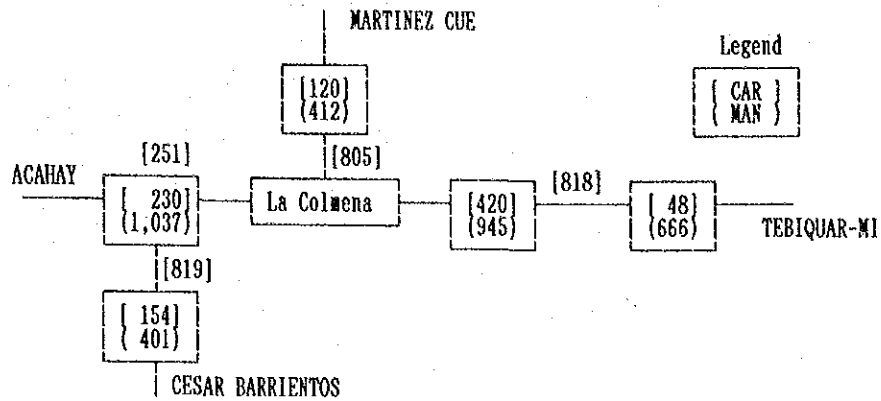 MARTINEZ CUE
Legend
[ CAR ]
( MAN )
[120]
(412)
[251]
[805]
[818]
ACAHAY
[ 230]
(1,037)
La Colmena
[420]
(945)
[ 48]
(666)
TEBIQUAR-MI
[819]
[ 154]
( 401)
CESAR BARRIENTOS